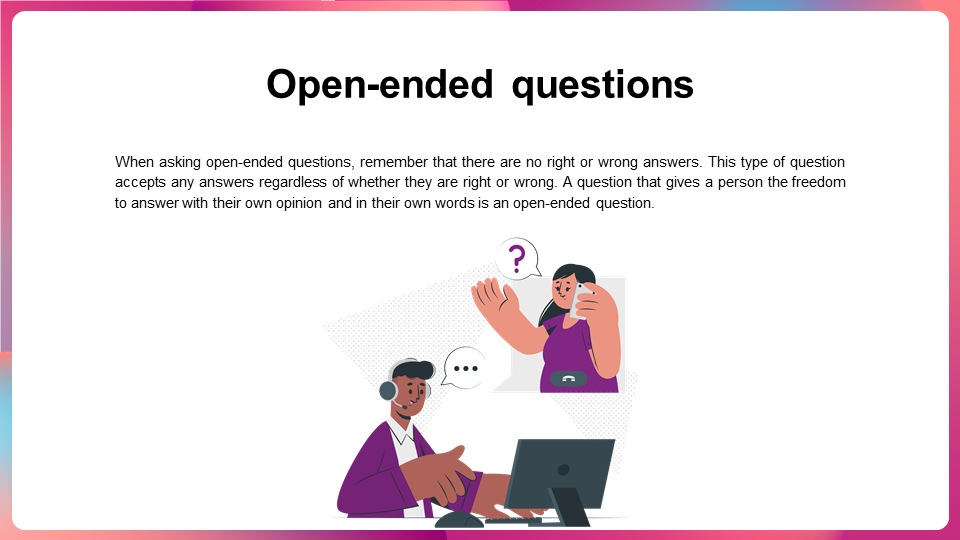 Open-ended questions
When asking open-ended questions, remember that there are no right or wrong answers. This type of question
accepts any answers regardless of whether they are right or wrong. A question that gives a person the freedom
to answer with their own opinion and in their own words is an open-ended question.
?
...